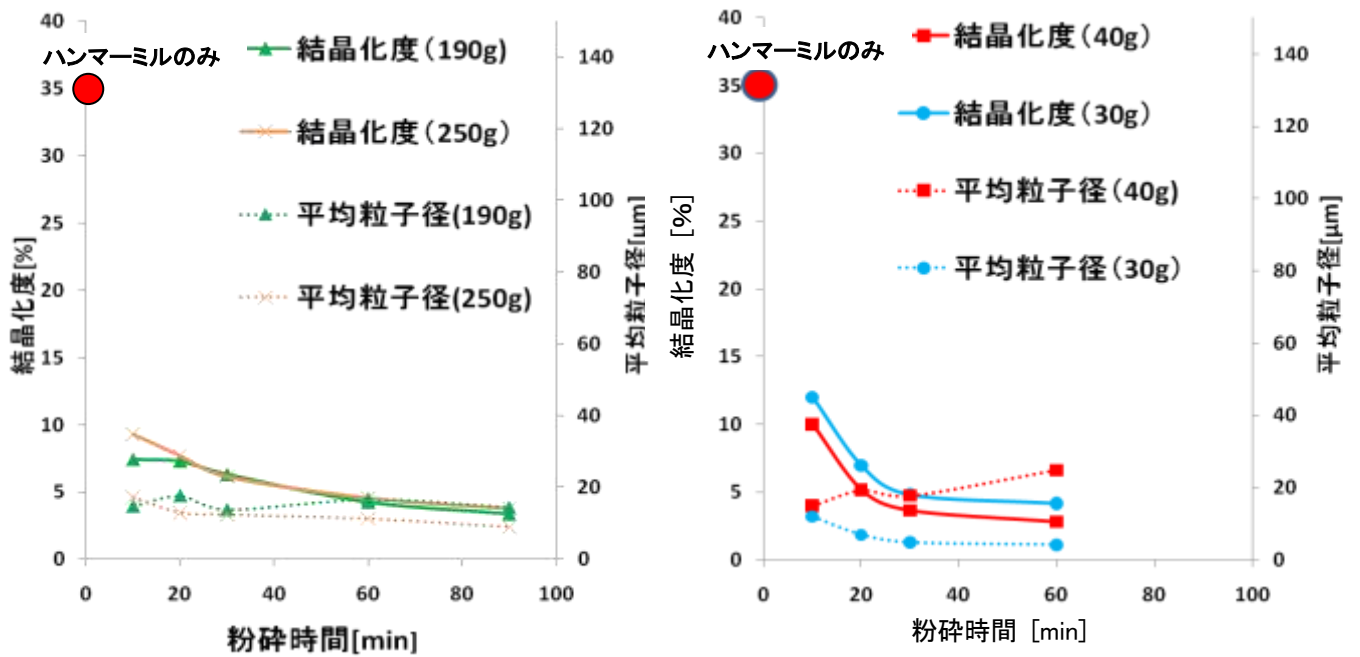 40
35
30
25
20
15
10
5
0
結晶化度[%]
ハンマーミルのみ
結晶化度（190g)
結晶化度（250g）
平均粒子径(190g)
平均粒子径(250g)
140
120
100
80
60
40
20
0
平均粒子径[μm]
0 20 40 60 80 100
粉砕時間[min]
40
35
30
25
20
15
10
5
0
結晶化度［%］
ハンマーミルのみ
結晶化度（40g）
結晶化度（30g）
平均粒子径（40g)
平均粒子径（30g）
140
120
100
80
60
40
20
0
平均粒子径[μm]
0 20 40 60 80 100
粉砕時間［min］